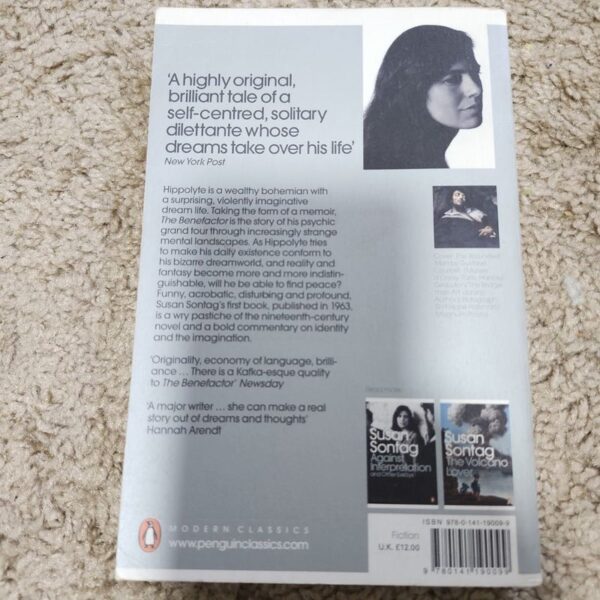 'A highly original,
brilliant tale of a
self-centred, solitary
dilettante whose
dreams take over his life'
New York Post
Hippolyte is a wealthy bohemian with
a surprising, violently imaginative
dream life. Taking the form of a memoir,
The Benefactor is the story of his psychic
grand tour through increasingly strange
mental landscapes. As Hippolyte tries
to make his daily existence conform to
his bizarre dreamworld, and reality and
fantasy become more and more indistin-
guishable, will he be able to find peace?
Funny, acrobatic, disturbing and profound,
Susan Sontag's first book, published in 1963,
is a wry pastiche of the nineteenth-century
novel and a bold commentary on identity
and the imagination.
'Originality, economy of language, brilli-
ance ... There is a Kafka-esque quality
to The Benefactor' Newsday
'A major writer ... she can make a real
story out of dreams and thoughts'
Hannah Arendt
Read more
Susan
Sontag
Against
Interpretation
and Other Essays
Susan
Sontag
The Volcano
Lover
MODERN CLASSICS
www.penguinclassics.com
Fiction
U.K. £12.00
ISBN 978-0-141-19009-9
9 780141 190099